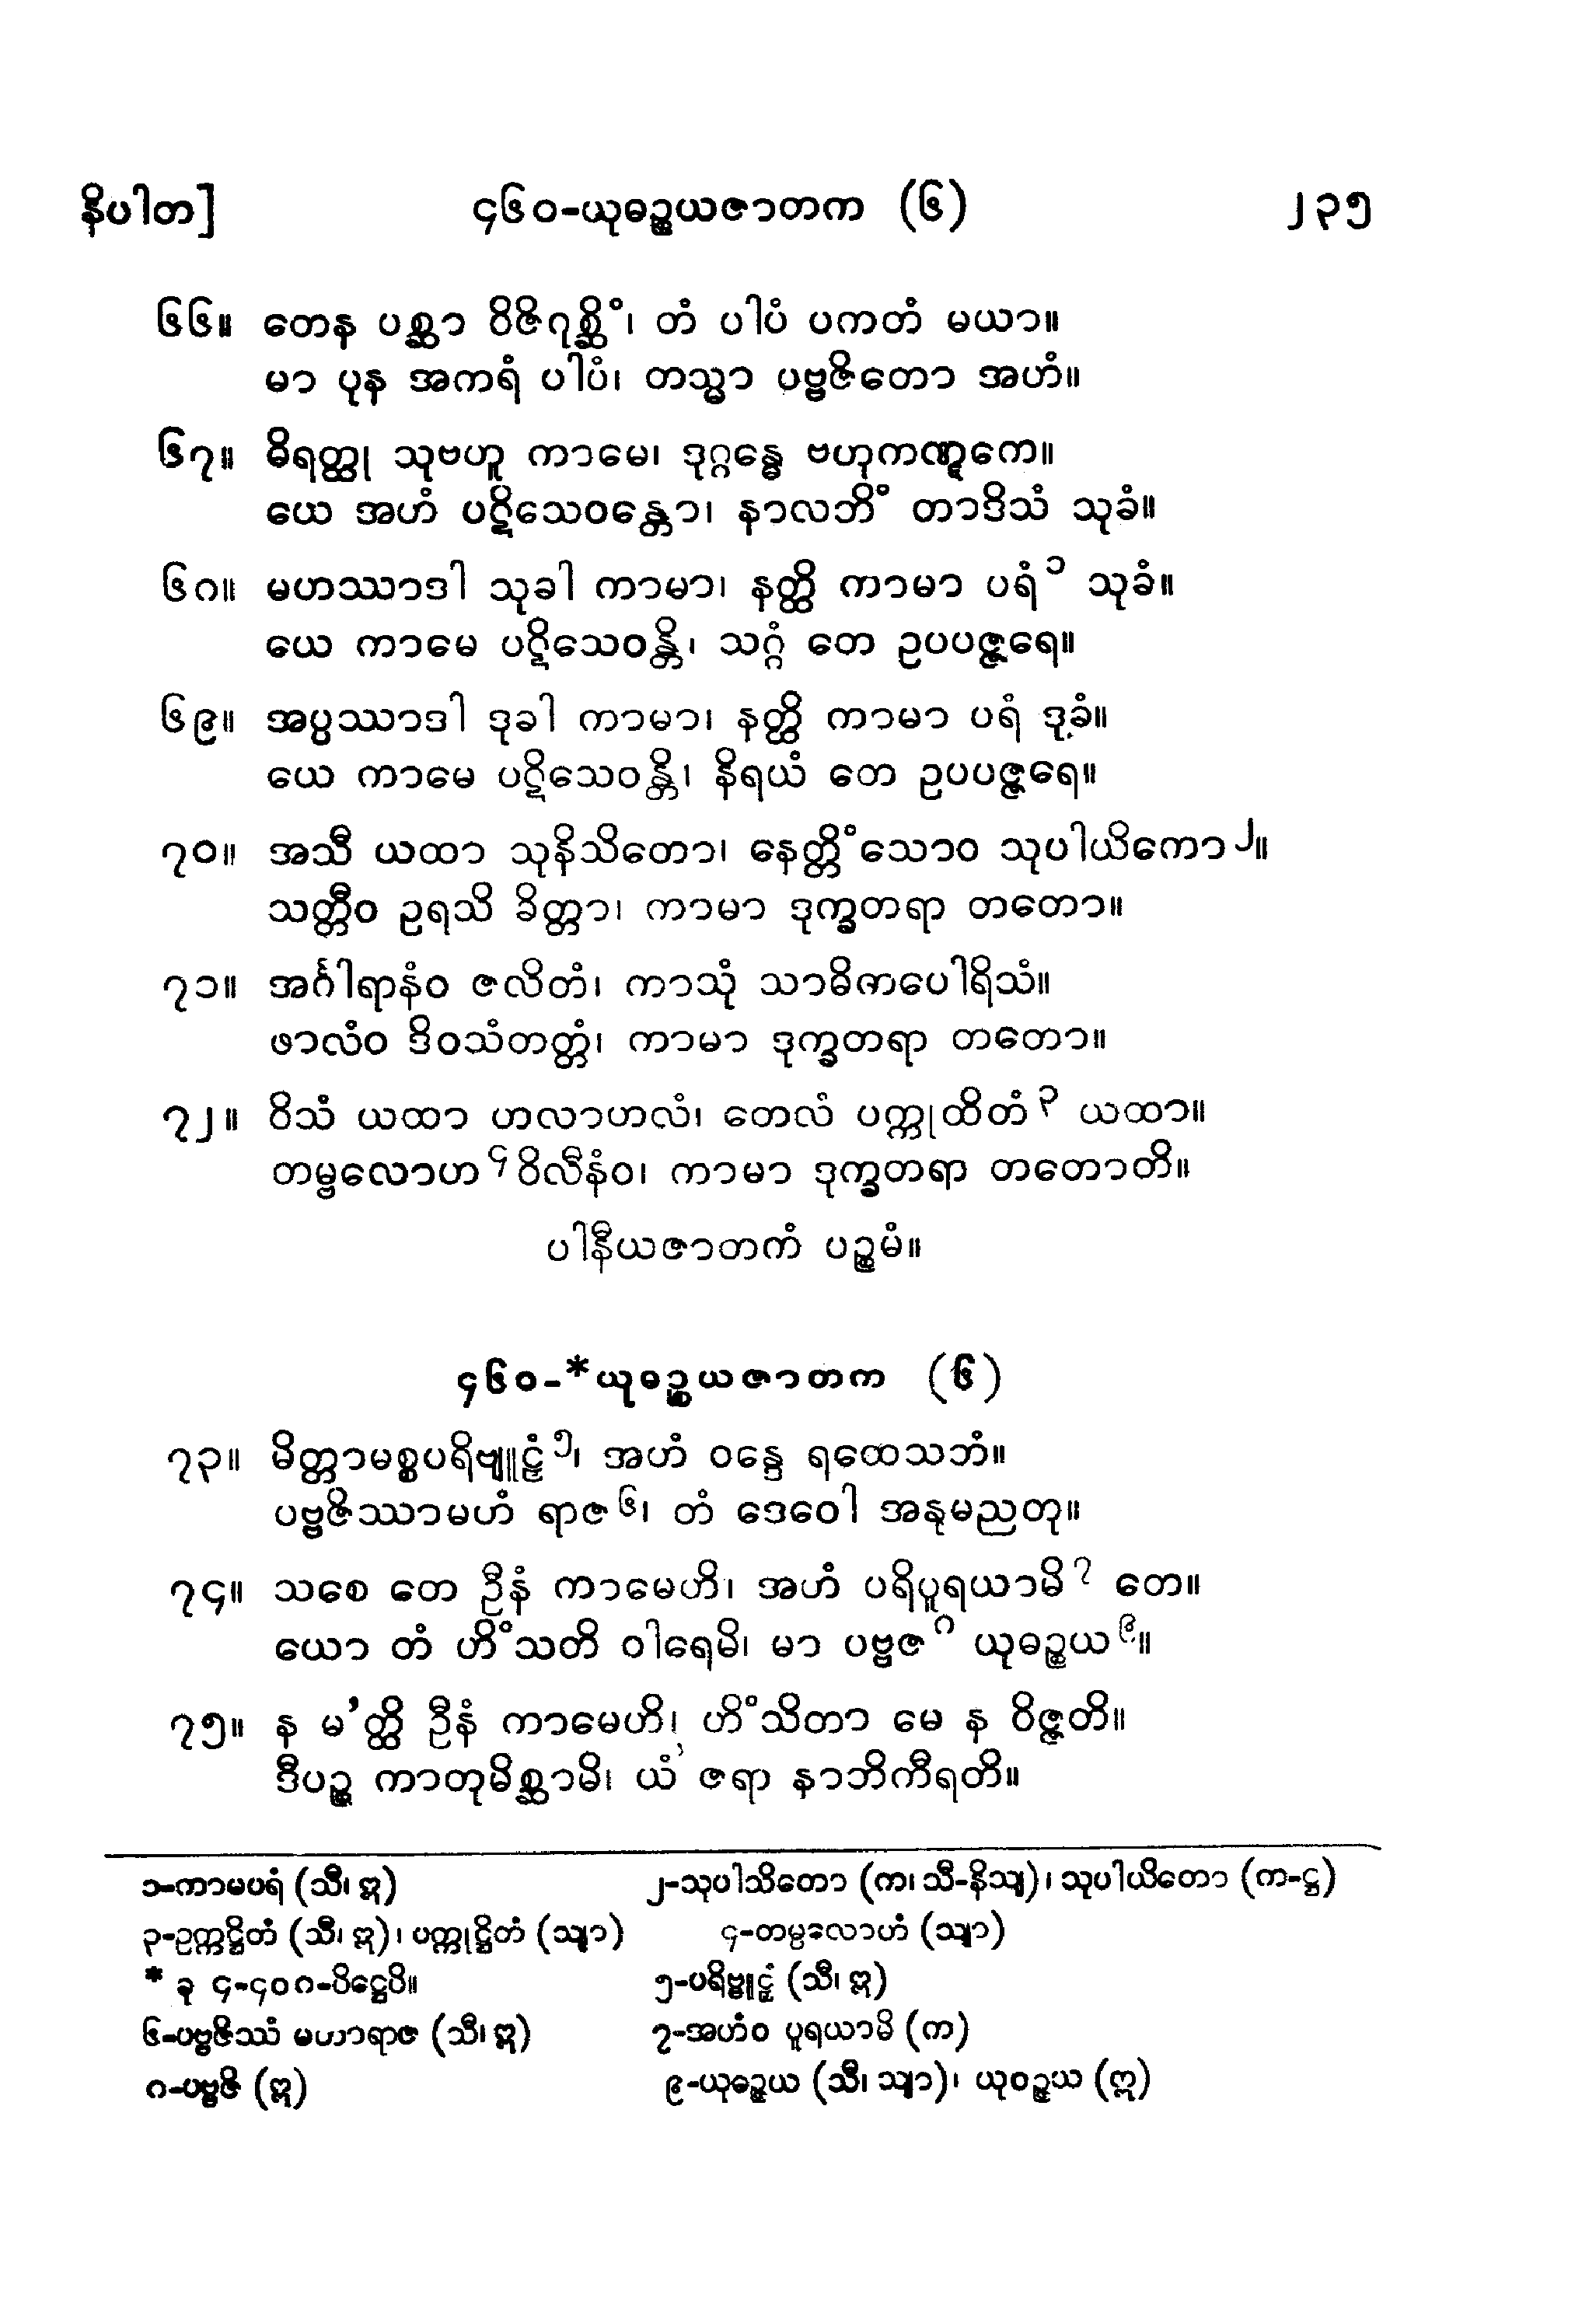 နိပါတ]	၄၆၀-ယုဓဉ္စယဇာတက (၆)	၂၃၅
၆၆။ တေန ပစ္ဆာ ဝိဇိဂုစ္ဆိံ၊ တံ ပါပံ ပကတံ မယာ။
မာ ပုန အကရံ ပါပံ၊ တသ္မာ ပဗ္ဗဇိတော အဟံ။
၆၇။ ဓိရတ္ထု သုဗဟူ ကာမေ၊ ဒုဂ္ဂန္ဓေ ဗဟုကဏ္ဋကေ။
ယေ အဟံ ပဋိသေဝန္တော၊ နာလဘိံ တာဒိသံ သုခံ။
၆၈။ မဟဿာဒါ သုခါ ကာမာ၊ နတ္ထိ ကာမာ ပရံ ၁ သုခံ။
ယေ ကာမေ ပဋိသေဝန္တိ၊ သဂ္ဂံ တေ ဥပပဇ္ဇရေ။
၆၉။ အပ္ပဿာဒါ ဒုခါ ကာမာ၊ နတ္ထိ ကာမာ ပရံ ဒုခံ။
ယေ ကာမေ ပဋိသေဝန္တိ၊ နိရယံ တေ ဥပပဇ္ဇရေ။
၇၀။ အသီ ယထာ သုနိသိတော၊ နေတ္တိံသောဝ သုပါယိကော ၂။
သတ္တီဝ ဥရသိ ခိတ္တာ၊ ကာမာ ဒုက္ခတရာ တတော။
၇၁။ အင်္ဂါရာနံဝ ဇလိတံ၊ ကာသုံ သာဓိကပေါရိသံ။
ဖာလံဝ ဒိဝသံတတ္တံ၊ ကာမာ ဒုက္ခတရာ တတော။
၇၂။ ဝိသံ ယထာ ဟလာဟလံ၊ တေလံ ပက္ကုထိတံ ၃ ယထာ။
တမ္ဗလောဟ ၄ ဝိလီနံဝ၊ ကာမာ ဒုက္ခတရာ တတောတိ။
ပါနီယဇာတကံ ပဉ္စမံ။
၄၆၀-*ယုဓဉ္စယဇာတက (၆)
၇၃။ မိတ္တာမစ္စပရိဗျူဠှံ ၅၊ အဟံ ဝန္ဒေ ရထေသဘံ။
ပဗ္ဗဇိဿာမဟံ ရာဇ ၆၊ တံ ဒေဝေါ အနုမညတု။
၇၄။ သစေ တေ ဦနံ ကာမေဟိ၊ အဟံ ပရိပူရယာမိ ၇ တေ။
ယော တံ ဟိံသတိ ဝါရေမိ၊ မာ ပဗ္ဗဇ ၈ ယုဓဉ္စယ ၉။
၇၅။ န မ’တ္ထိ ဦနံ ကာမေဟိ၊ ဟိံသိတာ မေ န ဝိဇ္ဇတိ။
ဒီပဉ္စ ကာတုမိစ္ဆာမိ၊ ယံ ဇရာ နာဘိကီရတိ။
၁-ကာမပရံ (သီ၊ ဣ)	၂-သုပါသိတော (က၊ သီ-နိသျ)၊ သုပါယိတော (က-ဋ္ဌ)
၃-ဥက္ကဋ္ဌိတံ (သီ၊ ဣ)၊ ပက္ကုဋ္ဌိတံ (သျာ)	၄-တမ္ပလောဟံ (သျာ)
* ခု ၄-၄၀၈-ပိဋ္ဌေပိ။	၅-ပရိဗ္ဗူဠှံ (သီ၊ ဣ)
၆-ပဗ္ဗဇိဿံ မဟာရာဇ (သီ၊ ဣ)	၇-အဟံဝ ပူရယာမိ (က)
၈-ပဗ္ဗဇိ (ဣ)	၉-ယုဓဉ္စယ (သီ၊ သျာ)၊ ယုဝဉ္စယ (ဣ)